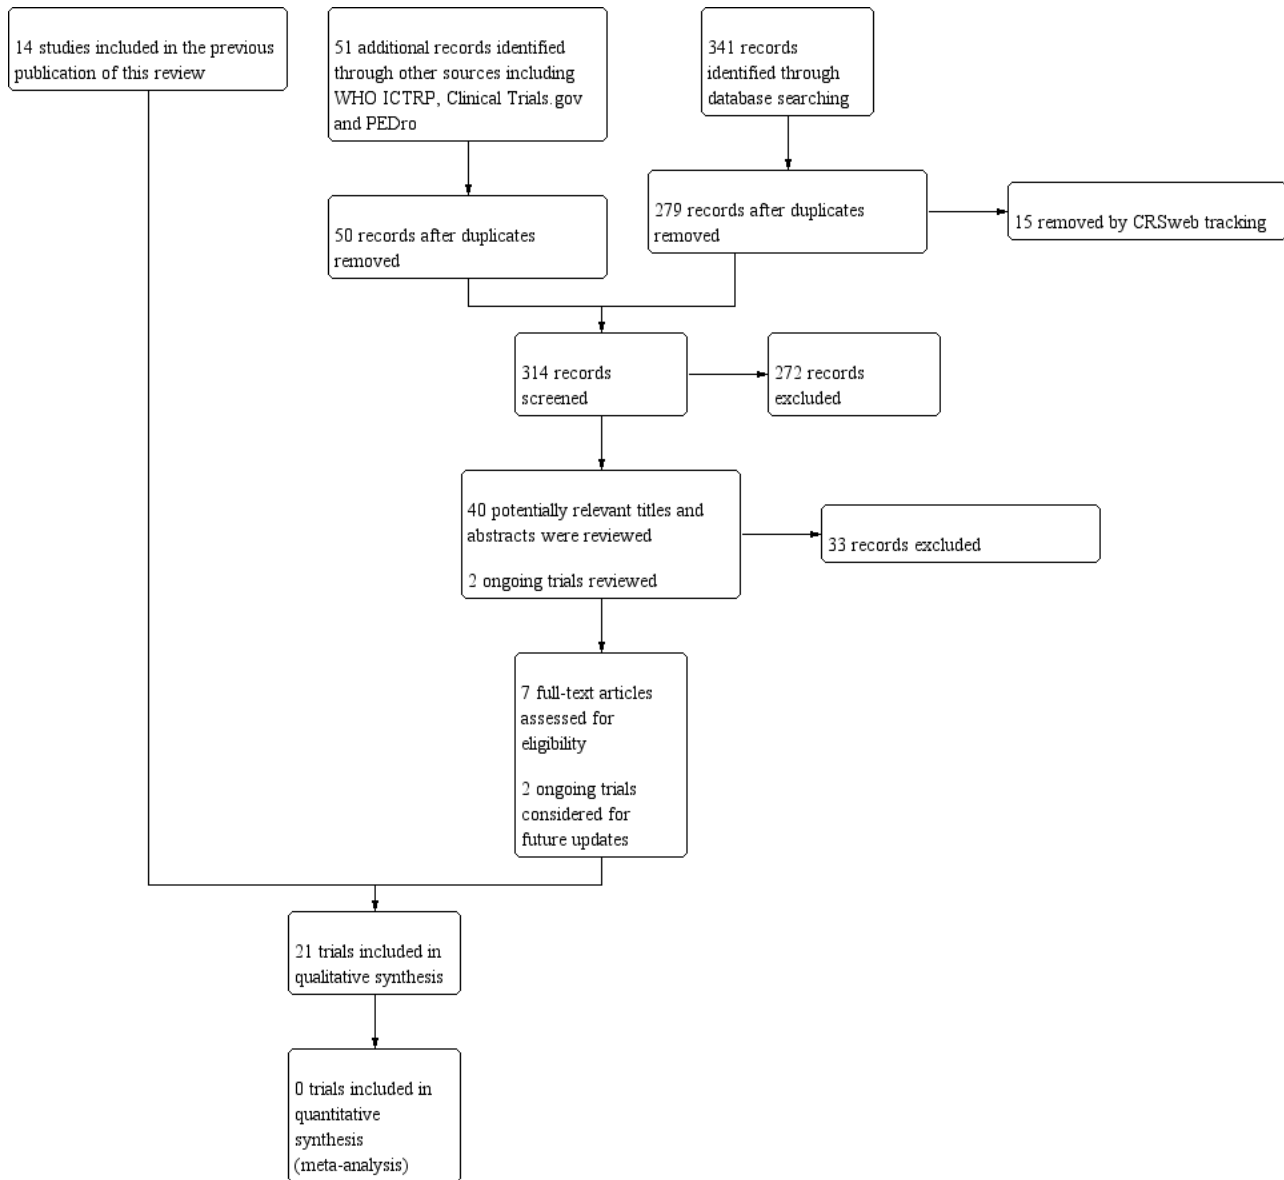 14 studies included in the previous
publication of this review
51 additional records identified
through other sources including
WHO ICTRP, Clinical Trials.gov
and PEDro
341 records
identified through
database searching
50 records after duplicates
removed
279 records after duplicates
removed
15 removed by CRSweb tracking
314 records
screened
272 records
excluded
40 potentially relevant titles and
abstracts were reviewed
2 ongoing trials reviewed
33 records excluded
7 full-text articles
assessed for
eligibility
2 ongoing trials
considered for
future updates
21 trials included in
qualitative synthesis
0 trials included in
quantitative
synthesis
(meta-analysis)